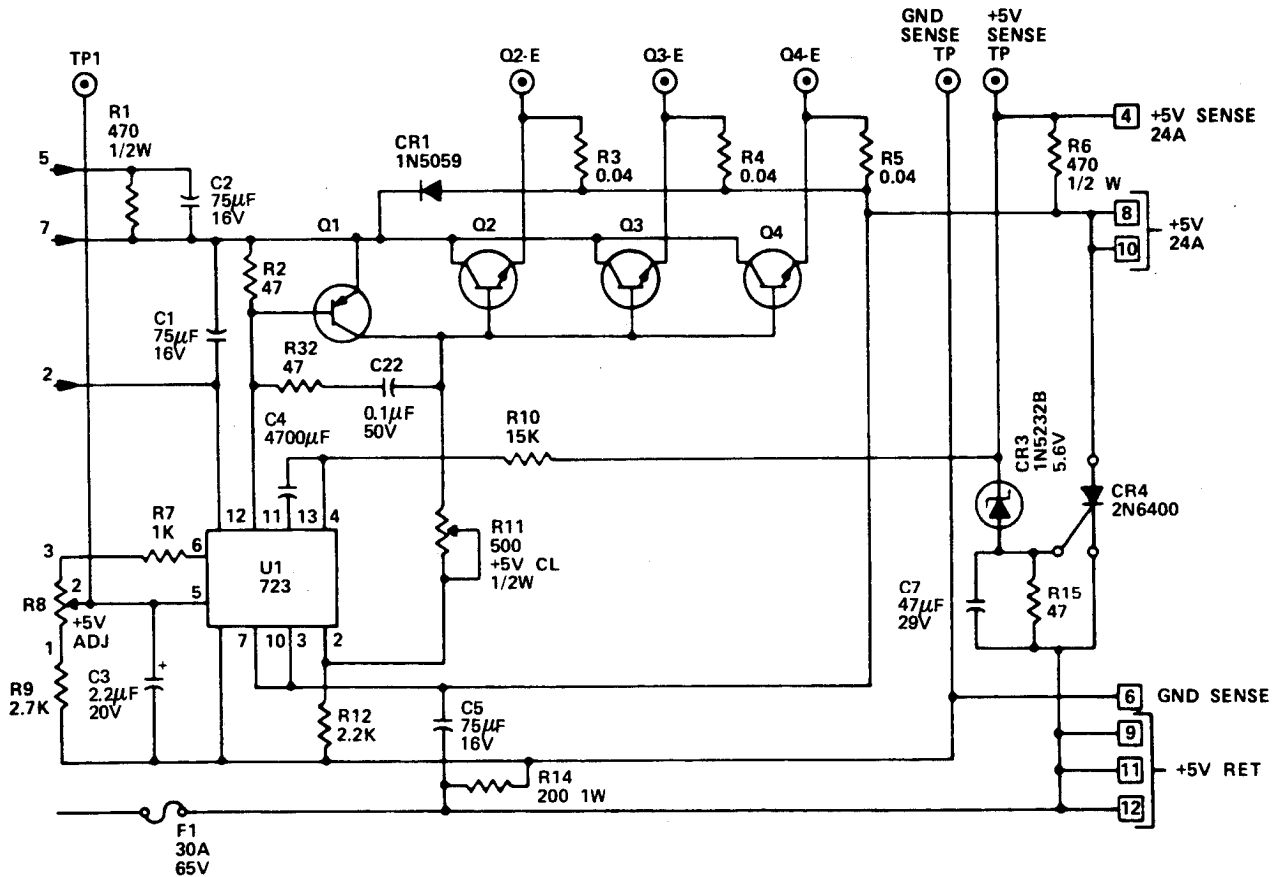 GND
SENSE
TP
+5V
SENSE
TP
TP1
Q2-E
Q3-E
Q4-E
R1
470
1/2W
CR1
1N5059
R3
0.04
R4
0.04
R5
0.04
R6
470
1/2 W
4
+5V SENSE
24A
5
C2
75μF
16V
8
10
+5V
24A
7
Q1
Q2
Q3
Q4
R2
47
C1
75μF
16V
R32
47
C22
0.1μF
50V
2
C4
4700μF
R10
15K
CR3
1N5232B
5.6V
CR4
2N6400
12
11
13
4
R7
1K
6
U1
723
R11
500
+5V CL
1/2W
3
2
R8
+5V
ADJ
1
5
7
10
3
2
C7
47μF
29V
R15
47
R9
2.7K
C3
+
2.2μF
20V
R12
2.2K
C5
75μF
16V
6
GND SENSE
9
11
12
+5V RET
R14
200 1W
F1
30A
65V